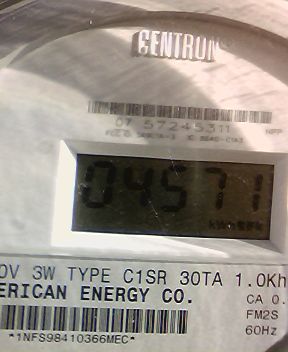 CENTRON
07 57245311
04571
0V 3W TYPE C1SR 30TA 1.0Kh
ERICAN ENERGY CO.
CA 0.
FM2S
*1NFS98410366MEC*
60Hz